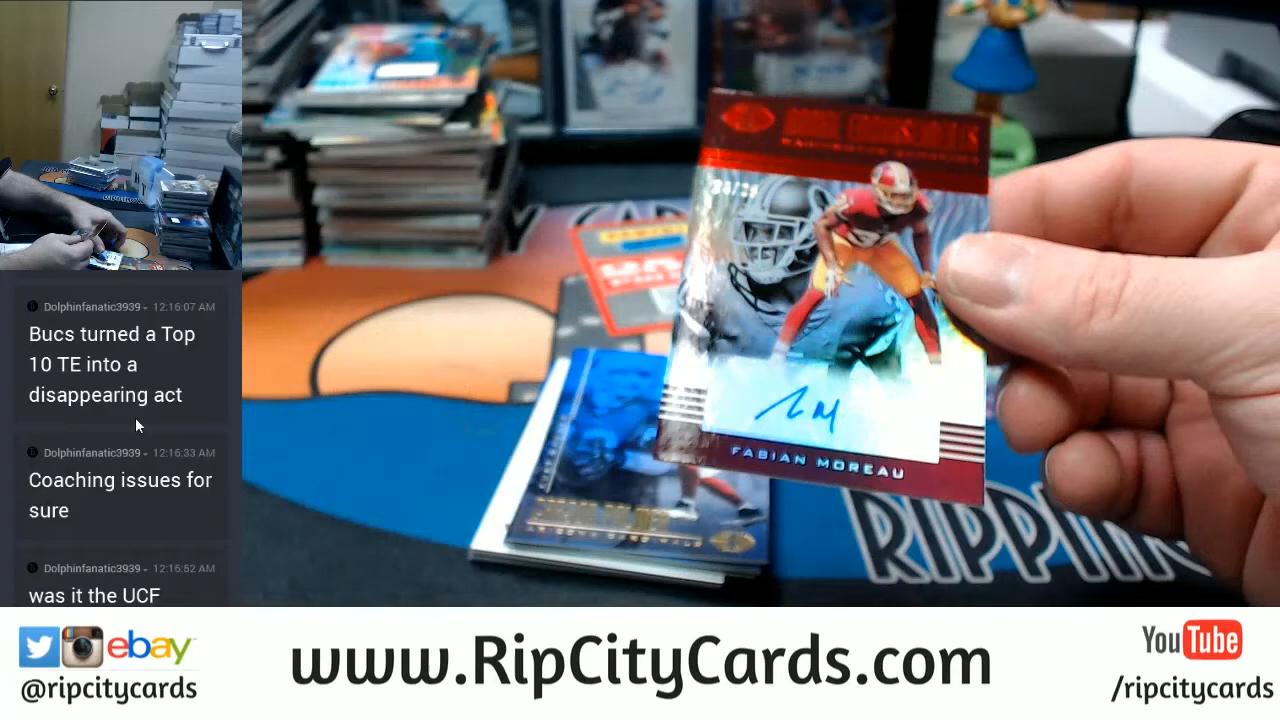 Dolphinfanatic3939 - 12:16:07 AM
Bucs turned a Top
10 TE into a
disappearing act
Dolphinfanatic3939 - 12:16:33 AM
Coaching issues for
sure
Dolphinfanatic3939 - 12:16:52 AM
was it the UCF
FABIAN MOREAU
RIPPIN
ebay
@ripcitycards
www.RipCityCards.com
YouTube
/ripcitycards